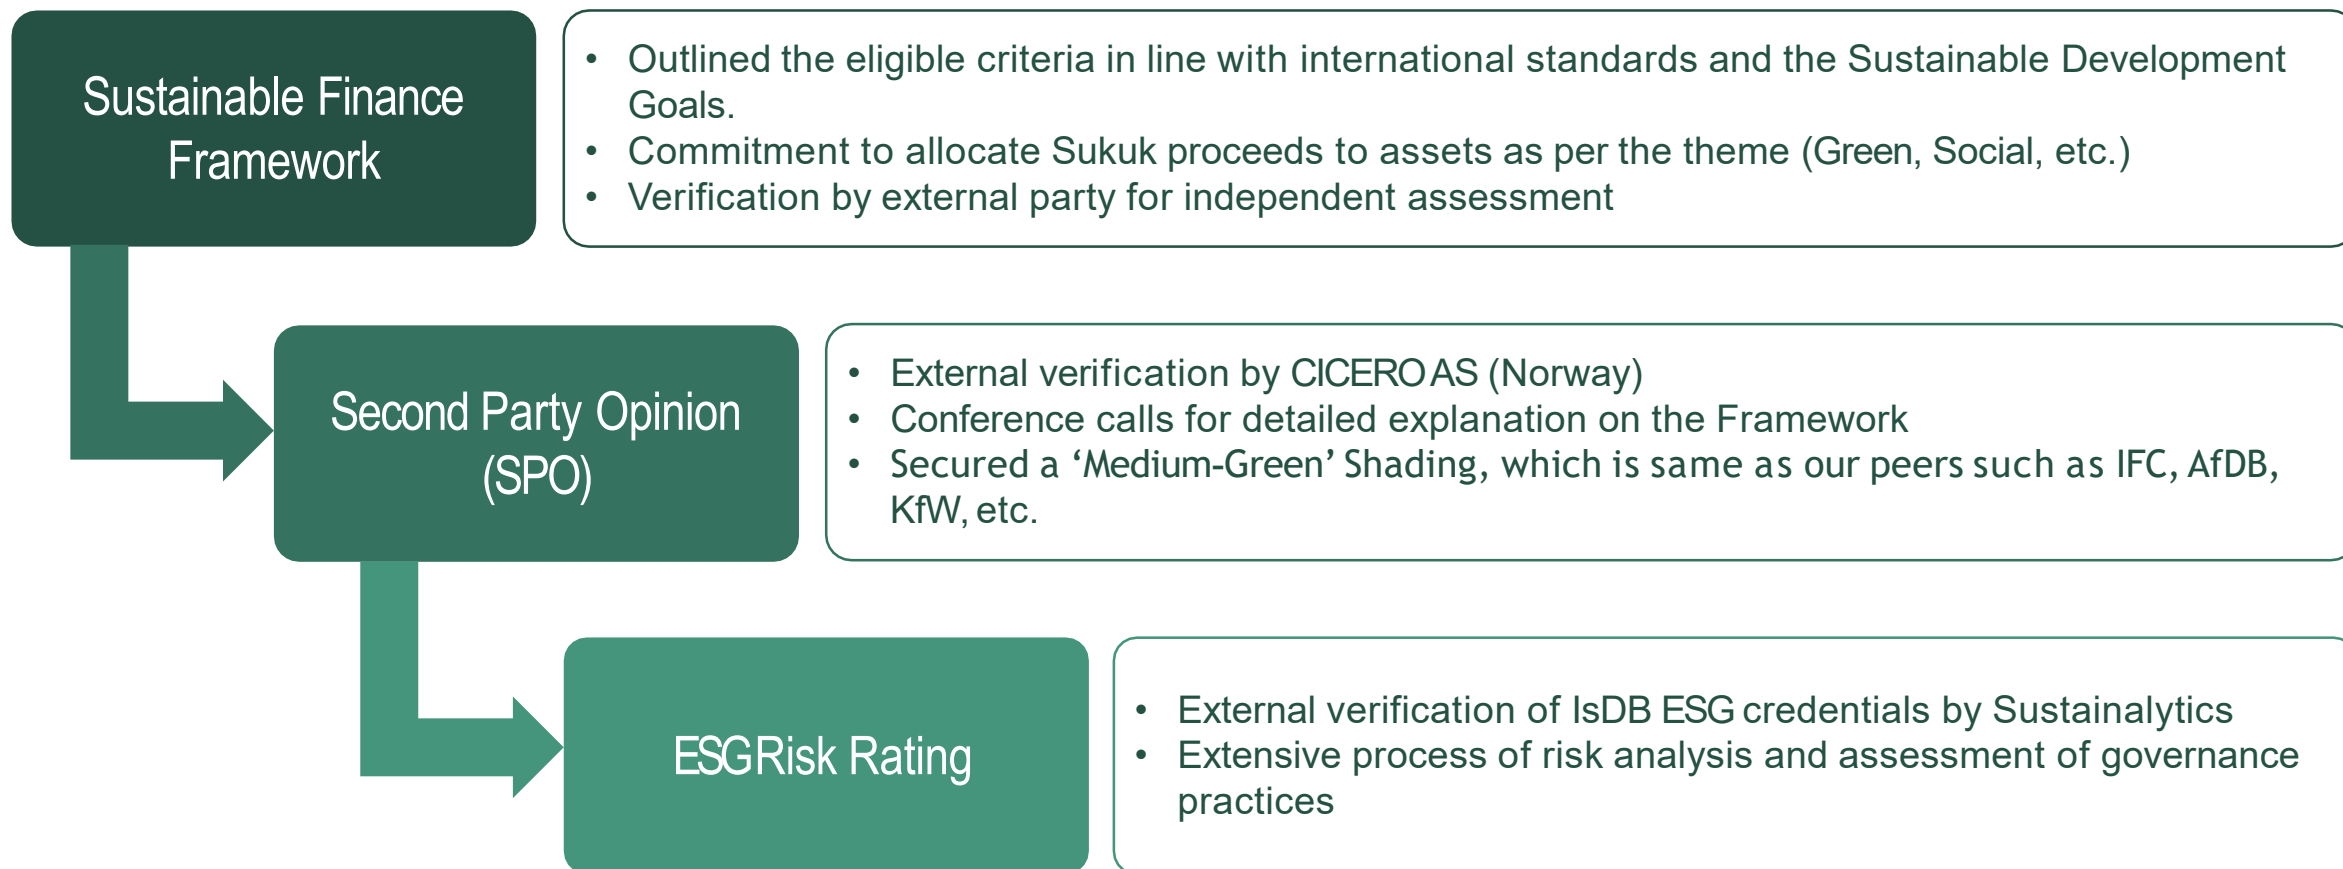 Sustainable Finance
Framework
• Outlined the eligible criteria in line with international standards and the Sustainable Development
Goals.
• Commitment to allocate Sukuk proceeds to assets as per the theme (Green, Social, etc.)
• Verification by external party for independent assessment
Second Party Opinion
(SPO)
• External verification by CICERO AS (Norway)
• Conference calls for detailed explanation on the Framework
• Secured a ‘Medium-Green’ Shading, which is same as our peers such as IFC, AfDB,
KfW, etc.
ESG Risk Rating
• External verification of IsDB ESG credentials by Sustainalytics
• Extensive process of risk analysis and assessment of governance
practices